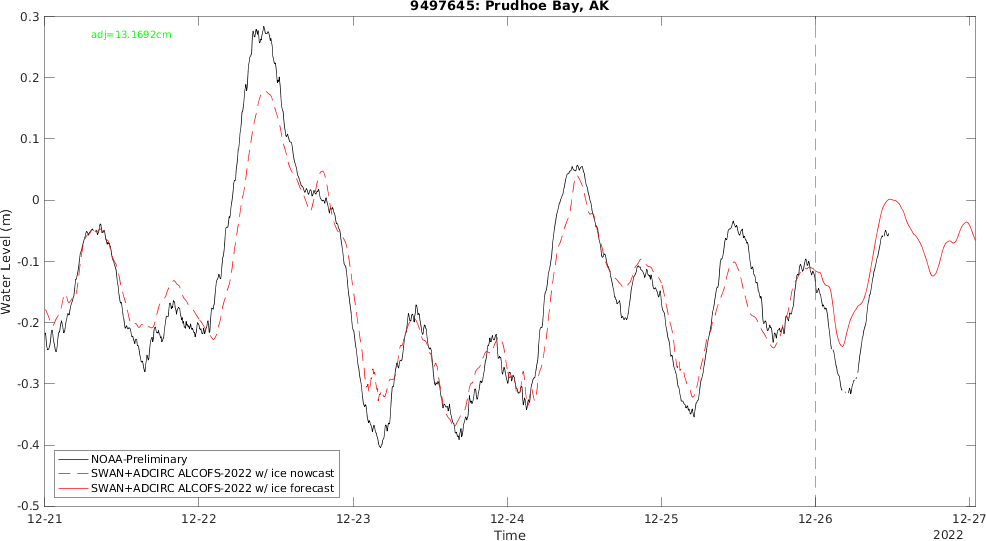 9497645: Prudhoe Bay, AK
adj=13.1692cm
0.3
0.2
0.1
0
-0.1
-0.2
-0.3
-0.4
-0.5
Water Level (m)
NOAA-Preliminary
SWAN+ADCIRC ALCOFS-2022 w/ ice nowcast
SWAN+ADCIRC ALCOFS-2022 w/ ice forecast
12-21 12-22 12-23 12-24 12-25 12-26 12-27
Time
2022